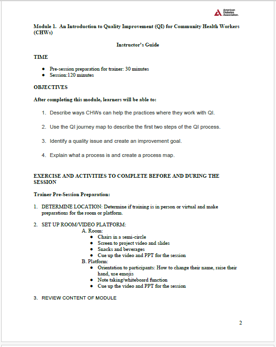 American
Diabetes
Association.
Module 1. An Introduction to Quality Improvement (QI) for Community Health Workers
(CHWs)
Instructor's Guide
TIME
● Pre-session preparation for trainer: 30 minutes
● Session:120 minutes
OBJECTIVES
After completing this module, learners will be able to:
1. Describe ways CHWs can help the practices where they work with QI.
2. Use the QI journey map to describe the first two steps of the QI process.
3. Identify a quality issue and create an improvement goal.
4. Explain what a process is and create a process map.
EXERCISE AND ACTIVITIES TO COMPLETE BEFORE AND DURING THE
SESSION
Trainer Pre-Session Preparation:
1. DETERMINE LOCATION: Determine if training is in person or virtual and make
preparations for the room or platform.
2. SET UP ROOM/VIDEO PLATFORM:
A. Room:
● Chairs in a semi-circle
● Screen to project video and slides
● Snacks and beverages
● Cue up the video and PPT for the session
B. Platform:
● Orientation to participants: How to change their name, raise their
hand, use emojis
● Note taking/whiteboard function
● Cue up the video and PPT for the session
3. REVIEW CONTENT OF MODULE
2